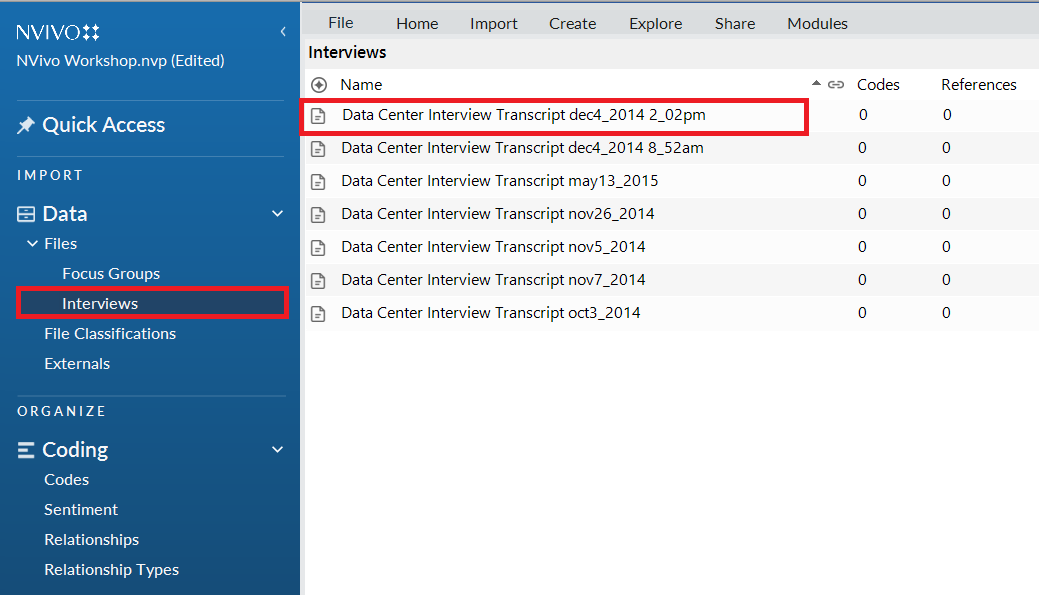 NVIVO
NVivo Workshop.nvp (Edited)
Quick Access
IMPORT
Data
Files
Focus Groups
Interviews
File Classifications
Externals
ORGANIZE
Coding
Codes
Sentiment
Relationships
Relationship Types
File Home Import Create Explore Share Modules
Interviews
Name Codes References
Data Center Interview Transcript dec4_2014 2_02pm 0 0
Data Center Interview Transcript dec4_2014 8_52am 0 0
Data Center Interview Transcript may13_2015 0 0
Data Center Interview Transcript nov26_2014 0 0
Data Center Interview Transcript nov5_2014 0 0
Data Center Interview Transcript nov7_2014 0 0
Data Center Interview Transcript oct3_2014 0 0